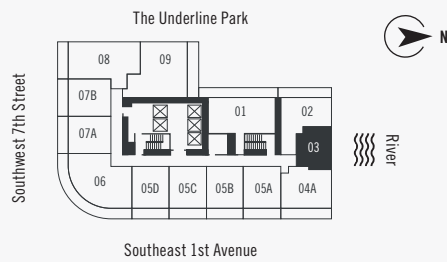 The Underline Park
N
08
09
07B
01
02
Southwest 7th Street
07A
03
River
06
05D
05C
05B
05A
04A
Southeast 1st Avenue